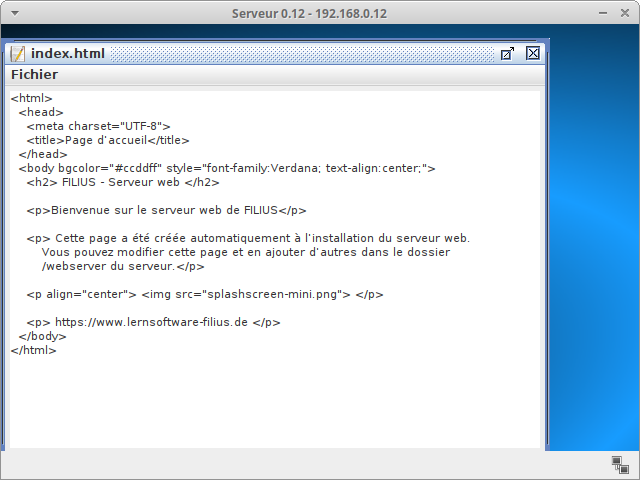 Serveur 0.12 - 192.168.0.12
index.html
Fichier
<html>
<head>
<meta charset="UTF-8">
<title>Page d'accueil</title>
</head>
<body bgcolor="#ccddff" style="font-family:Verdana; text-align:center;">
<h2> FILIUS - Serveur web </h2>
<p>Bienvenue sur le serveur web de FILIUS</p>
<p> Cette page a été créée automatiquement à l'installation du serveur web.
Vous pouvez modifier cette page et en ajouter d'autres dans le dossier
/webserver du serveur.</p>
<p align="center"> <img src="splashscreen-mini.png"> </p>
<p> https://www.lernsoftware-filius.de </p>
</body>
</html>